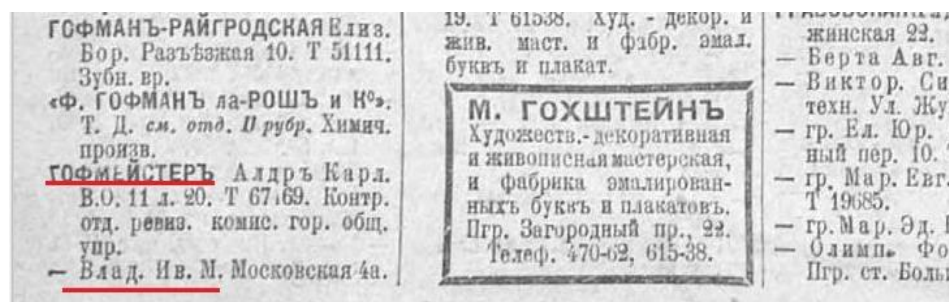 ГОФМАНЪ-РАЙГРОДСКАЯ Елиз.
Бор. Разъѣзжая 10. Т 51111.
Зубн. вр.
«Ф. ГОФМАНЪ ла-РОШЪ и К⁰».
Т. Д. см. отд. II рубр. Химич.
произв.
ГОФМЕЙСТЕРЪ Алдръ Карл.
В.О. 11 л. 20. Т 67169. Контр.
отд. ревиз. комис. гор. общ.
упр.
— Влад. Ив. М. Московская 4а.
19. Т 61538. Худ. - декор. и
жив. маст. и фабр. эмал.
буквъ и плакат.
М. ГОХШТЕЙНЪ
Художеств.-декоративная
и живописная мастерская,
и фабрика эмалирован-
ныхъ буквъ и плакатовъ.
Пгр. Загородный пр., 22.
Телеф. 470-62, 615-38.
жинская 22.
— Берта Авг.
— Виктор. Св
техн. Ул. Жу
— гр. Ел. Юр.
ный пер. 10.
— гр. Мар. Евг.
Т 19685.
— гр. Мар. Эд.
— Олимп. Фо
Пгр. ст. Боль